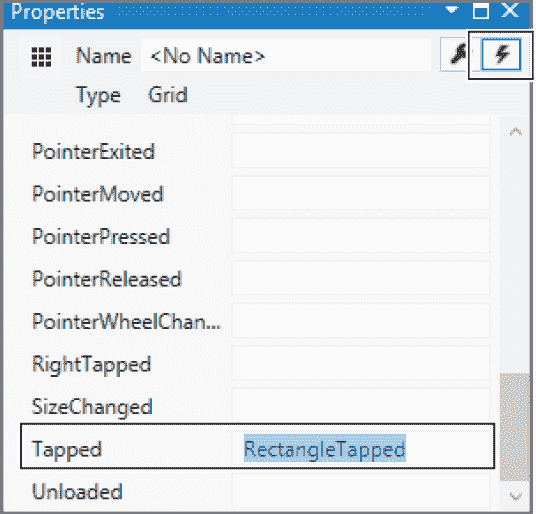 Properties
Name <No Name>
Type Grid
PointerExited
PointerMoved
PointerPressed
PointerReleased
PointerWheelChan...
RightTapped
SizeChanged
Tapped RectangleTapped
Unloaded